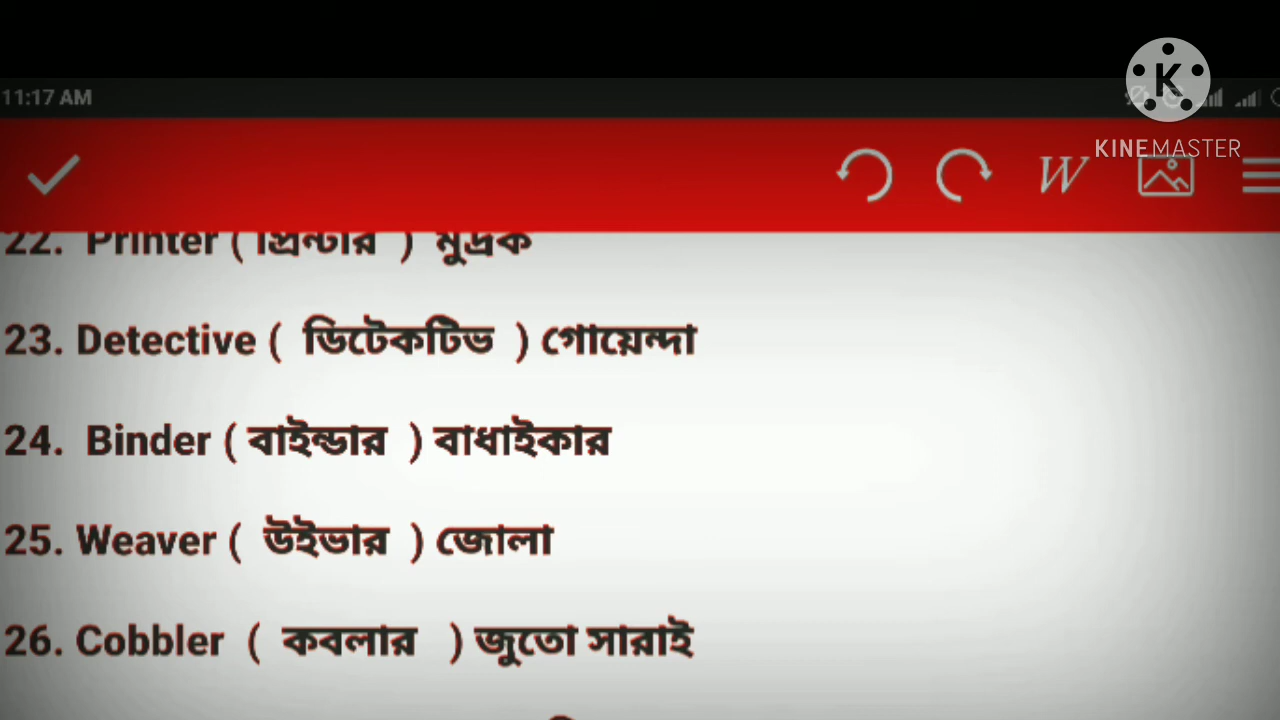 11:17 AM
KINEMASTER
22. Printer ( প্রিন্টার ) মুদ্রক
23. Detective ( ডিটেকটিভ ) গোয়েন্দা
24. Binder ( বাইন্ডার ) বাধাইকার
25. Weaver ( উইভার ) জোলা
26. Cobbler ( কবলার ) জুতো সারাই